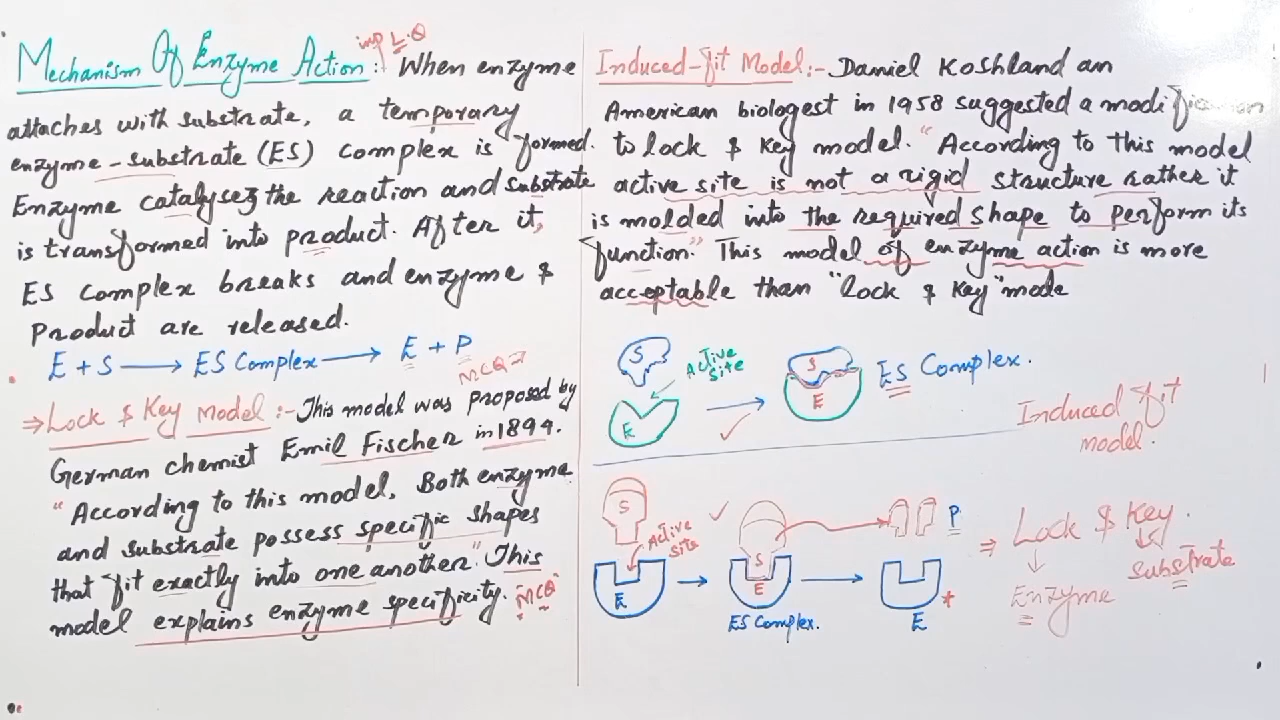 Mechanism Of Enzyme Action :- When enzyme
imp L.Q
attaches with substrate, a temporary
enzyme-substrate (ES) complex is formed.
Enzyme catalyses the reaction and substrate
is transformed into product. After it,
ES Complex breaks and enzyme &
Product are released.
E + S → ES Complex → E + P
MCQ
⇒ Lock & Key Model :- This model was proposed by
German chemist Emil Fischer in 1894.
"According to this model, Both enzyme
and substrate possess specific shapes
that fit exactly into one another." This
model explains enzyme specificity. MCQ
Induced-fit Model :- Daniel Koshland an
American biologest in 1958 suggested a modification
to lock & Key model. "According to this model
active site is not a rigid structure rather it
is molded into the required shape to perform its
function." This model of enzyme action is more
acceptable than "lock & Key" mode
S
Active
site
E
S
E
ES Complex.
Induced fit
model.
S
Active
site
E
S
E
ES Complex.
P
E
⇒ Lock & Key.
Enzyme
substrate